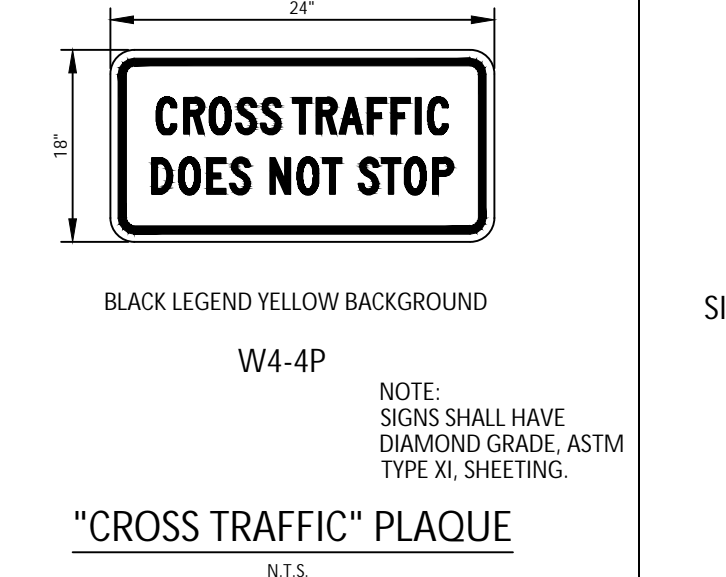 24"
18"
CROSS TRAFFIC
DOES NOT STOP
BLACK LEGEND YELLOW BACKGROUND
W4-4P
NOTE:
SIGNS SHALL HAVE
DIAMOND GRADE, ASTM
TYPE XI, SHEETING.
"CROSS TRAFFIC" PLAQUE
N.T.S.
SI